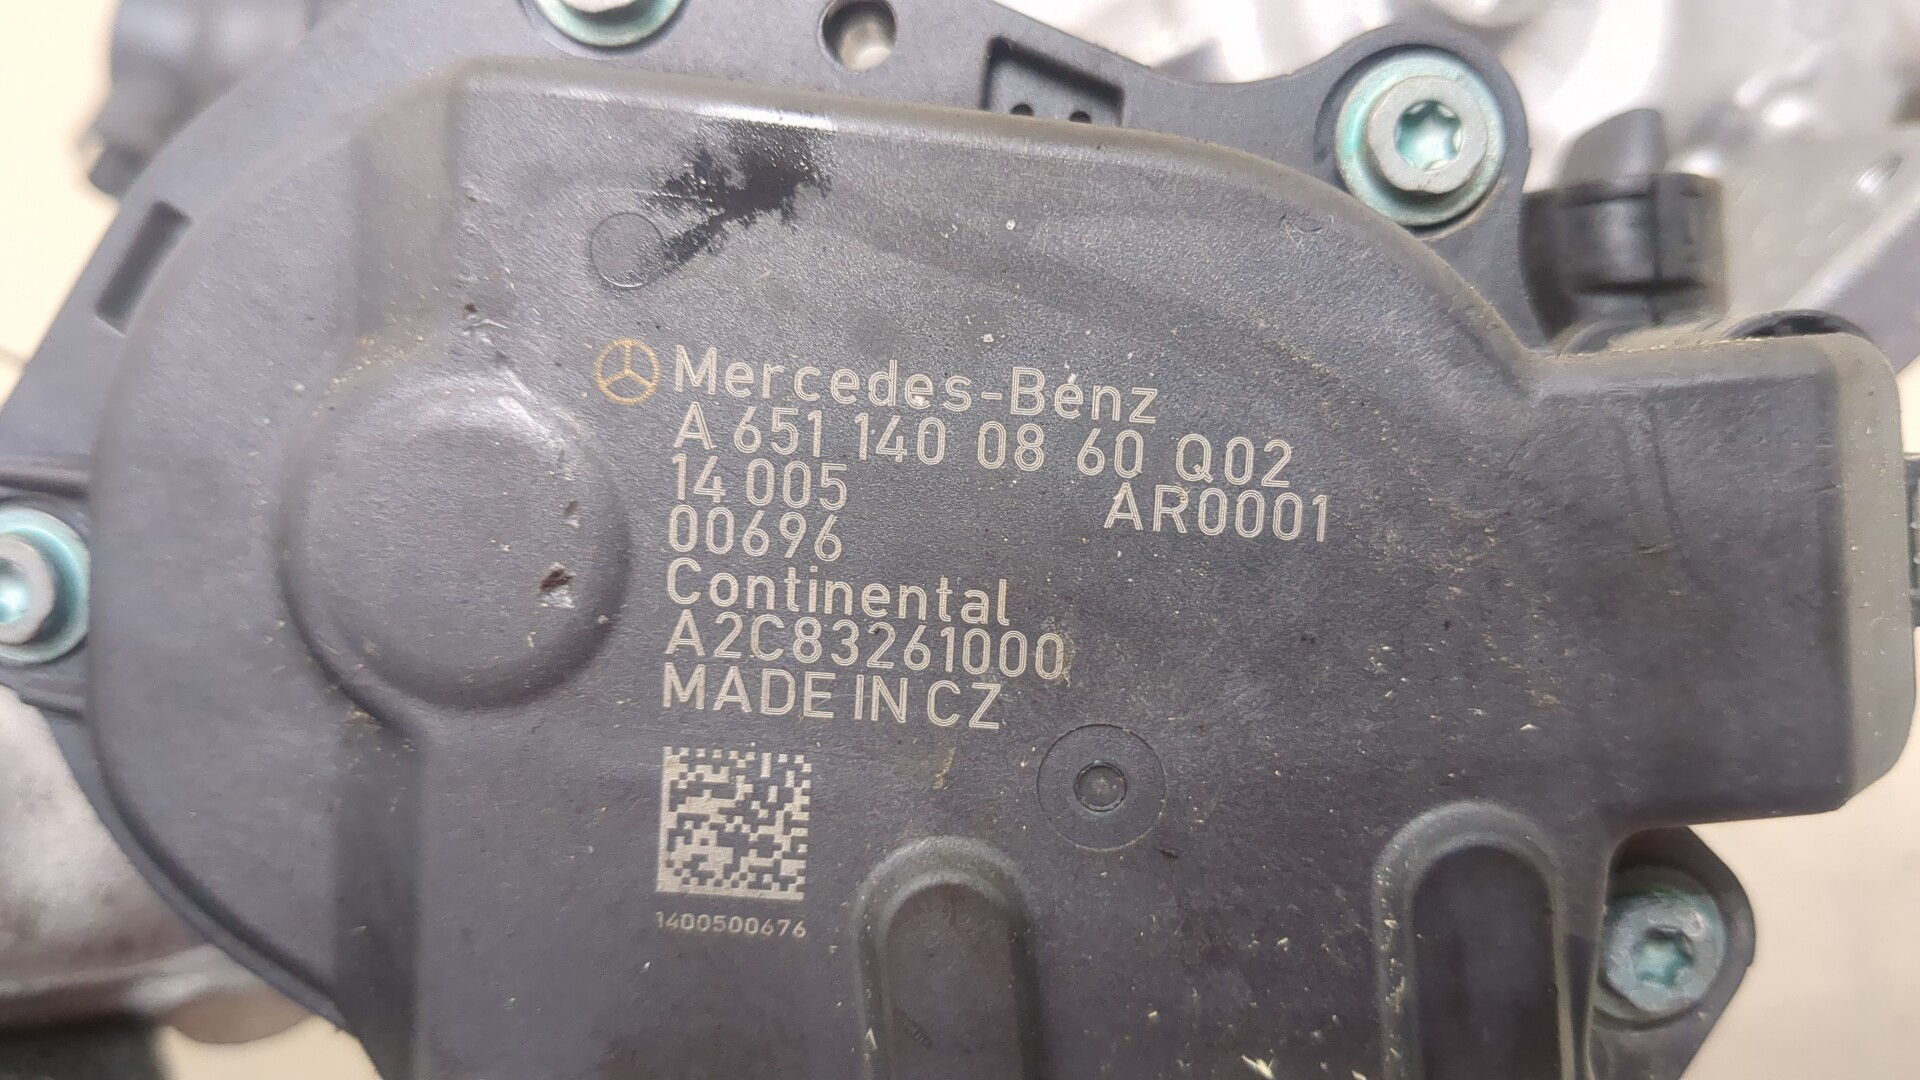 Mercedes-Benz
A 651 140 08 60 Q02
14 005 AR0001
00696
Continental
A2C83261000
MADE IN CZ
1400500676